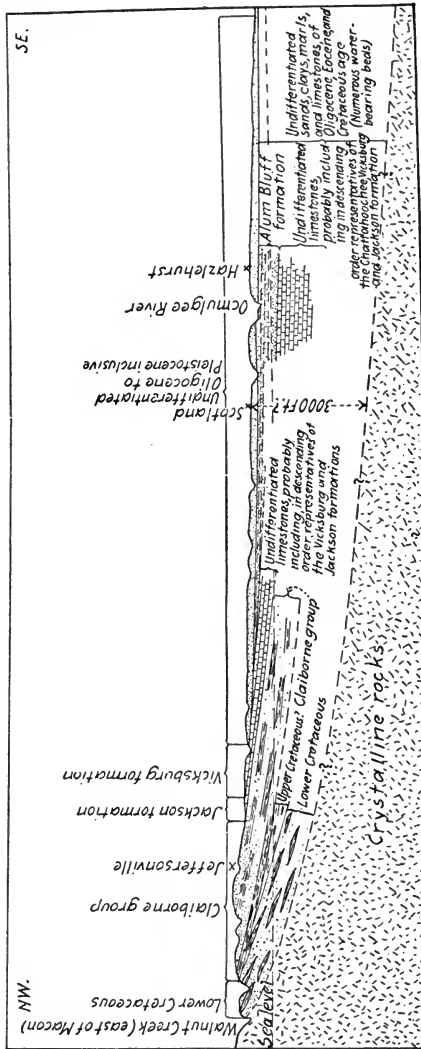 NW.
SE.
Walnut Creek (east of Macon)
Lower Cretaceous
Claiborne group
Jeffersonville
Jackson formation
Vicksburg formation
Scotland
Undifferentiated
Oligocene to
Pleistocene inclusive
Ocmulgee River
Hazlehurst
Sealevel
Upper Cretaceous?
Claiborne group
Lower Cretaceous
Undifferentiated
limestones, probably
including, in descending
order, representatives of
the Vicksburg and
Jackson formations
3000 Ft.?
Alum Bluff
formation
Undifferentiated
limestones,
probably includ-
ing in descending
order representatives of
the Chattahoochee, Vicksburg
and Jackson formation
Undifferentiated
sands, clays, marls,
and limestones, of
Oligocene, Eocene, and
Cretaceous age
(Numerous water-
bearing beds)
?
?
?
?
?
Crystalline rocks